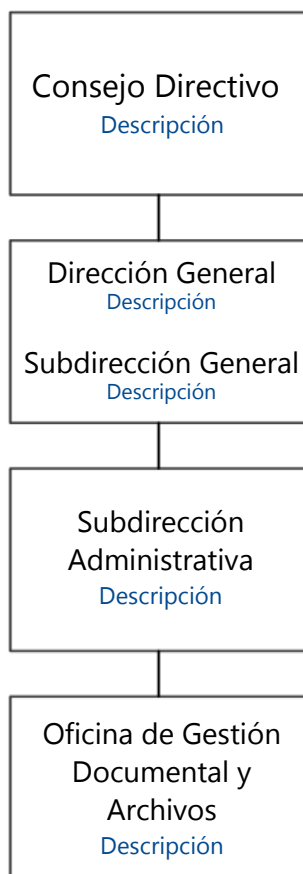 Consejo Directivo
Descripción
Dirección General
Descripción
Subdirección General
Descripción
Subdirección
Administrativa
Descripción
Oficina de Gestión
Documental y
Archivos
Descripción